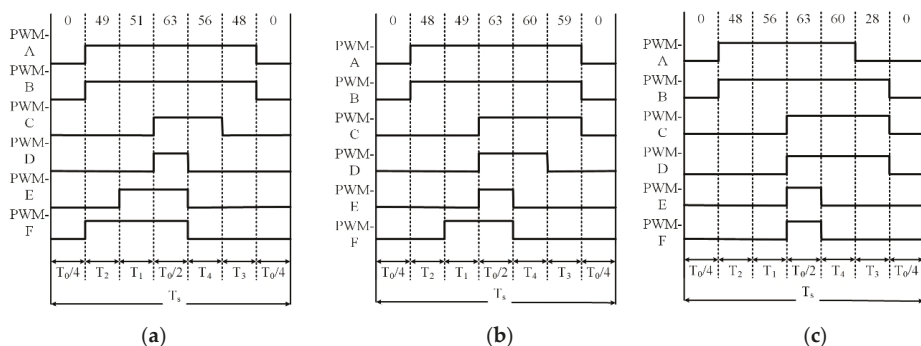 0 49 51 63 56 48 0
PWM-
A
PWM-
B
PWM-
C
PWM-
D
PWM-
E
PWM-
F
T₀/4 T₂ T₁ T₀/2 T₄ T₃ T₀/4
Tₛ
(a)
0 48 49 63 60 59 0
PWM-
A
PWM-
B
PWM-
C
PWM-
D
PWM-
E
PWM-
F
T₀/4 T₂ T₁ T₀/2 T₄ T₃ T₀/4
Tₛ
(b)
0 48 56 63 60 28 0
PWM-
A
PWM-
B
PWM-
C
PWM-
D
PWM-
E
PWM-
F
T₀/4 T₂ T₁ T₀/2 T₄ T₃ T₀/4
Tₛ
(c)